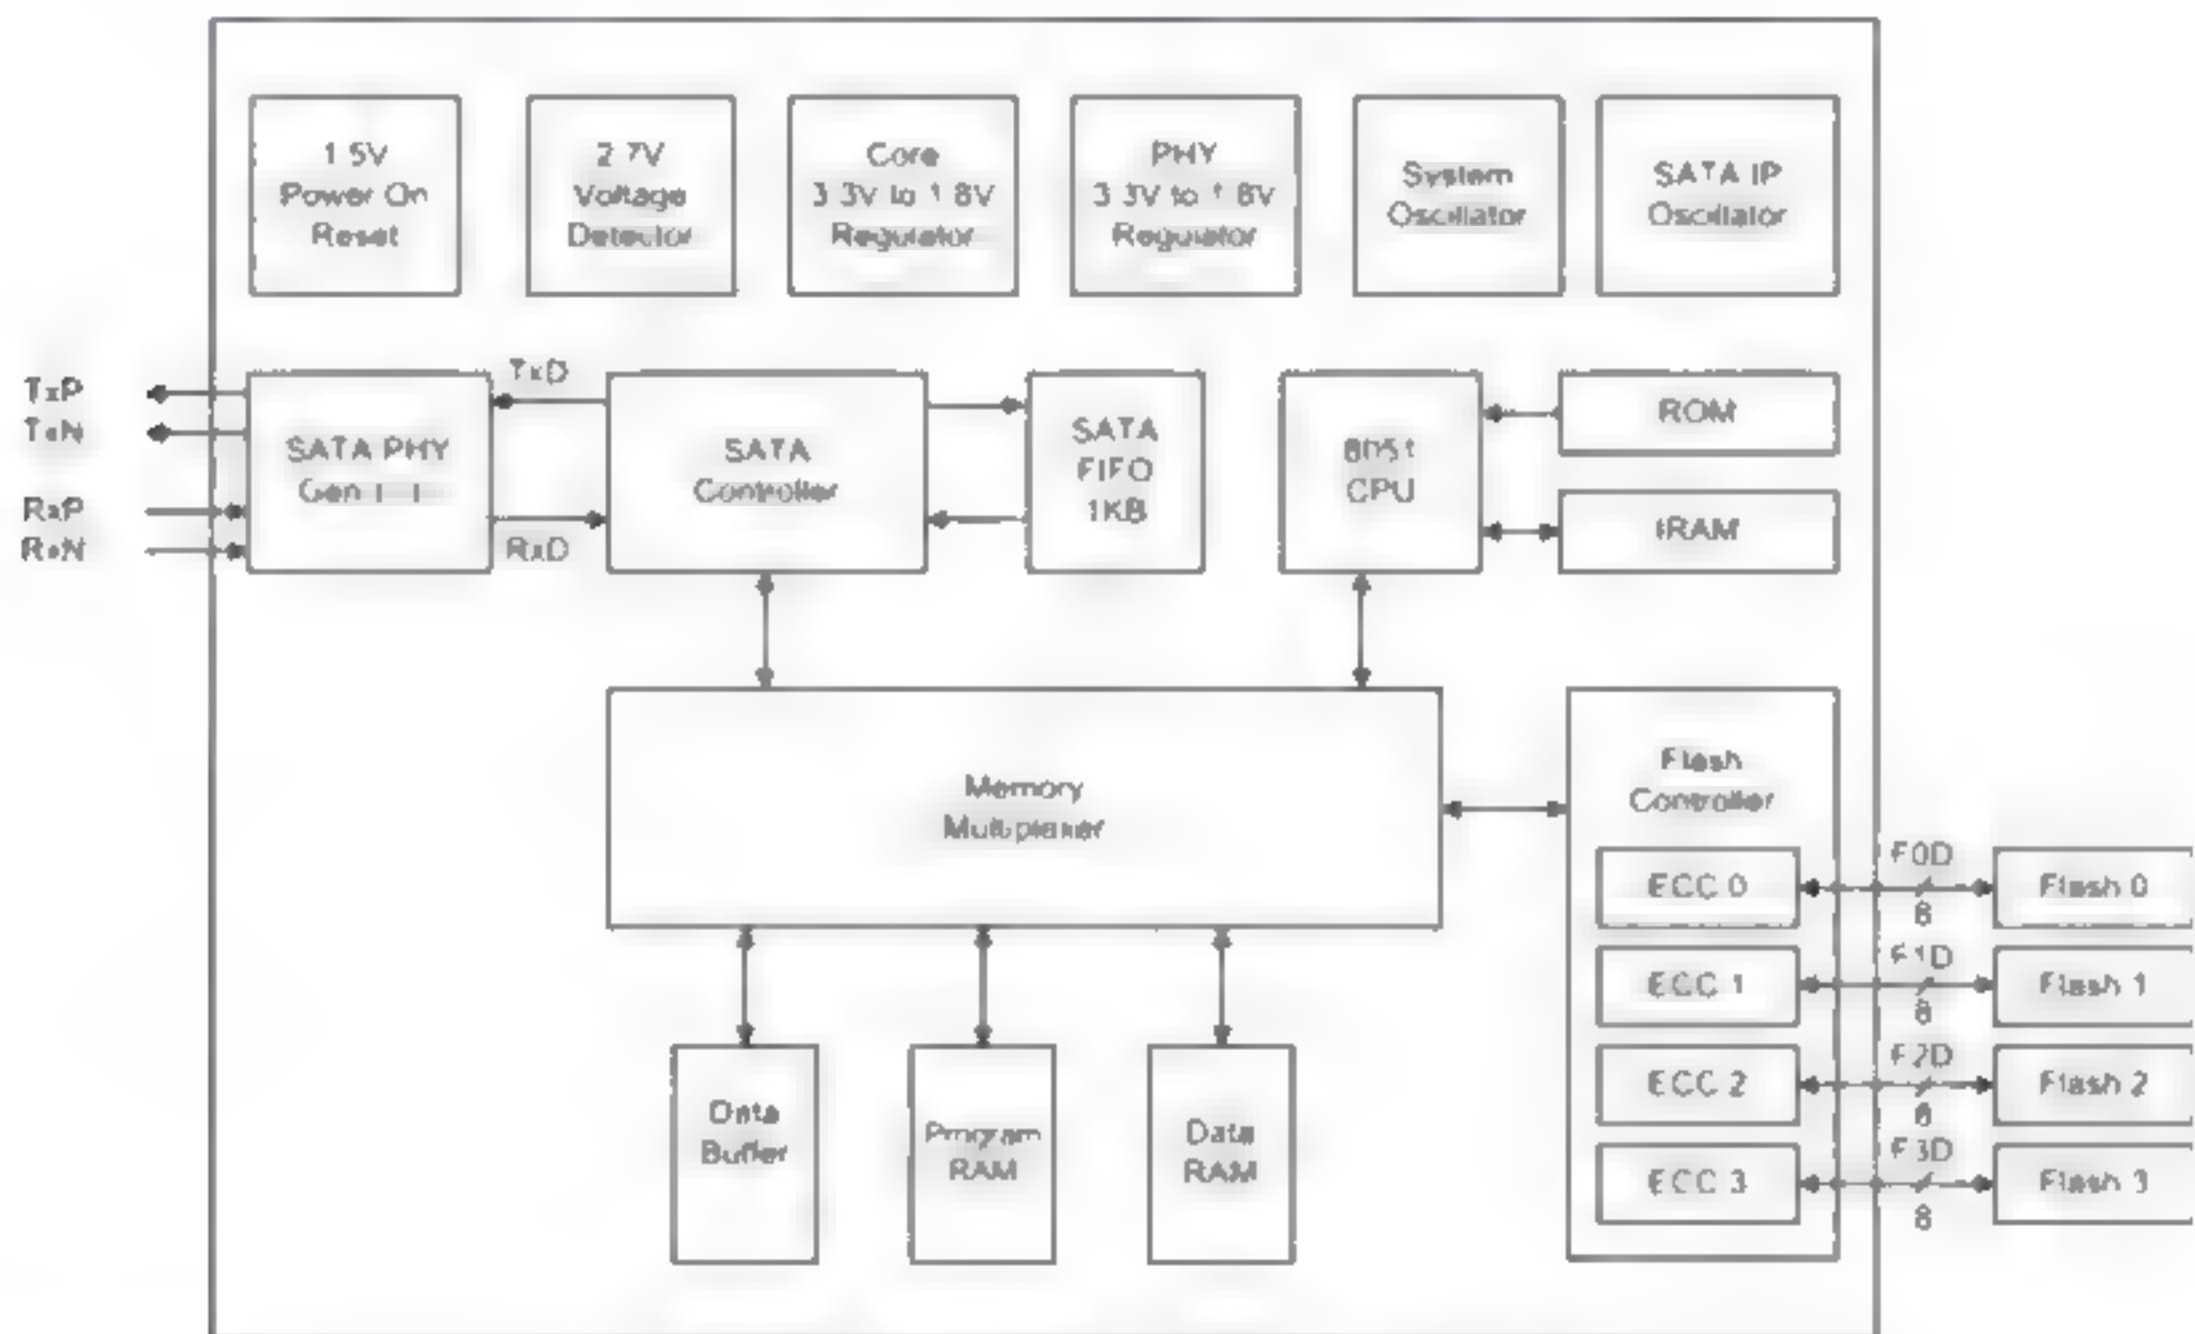 1.5V
Power On
Reset
2.7V
Voltage
Detector
Core
3.3V to 1.8V
Regulator
PHY
3.3V to 1.8V
Regulator
System
Oscillator
SATA IP
Oscillator
TxP
TxN
RxP
RxN
SATA PHY
Gen
TxD
RxD
SATA
Controller
SATA
FIFO
1KB
8051
CPU
ROM
IRAM
Memory
Multiplexer
Flash
Controller
ECC 0
F0D
8
Flash 0
ECC 1
F1D
8
Flash 1
ECC 2
F2D
8
Flash 2
ECC 3
F3D
8
Flash 3
Data
Buffer
Program
RAM
Data
RAM